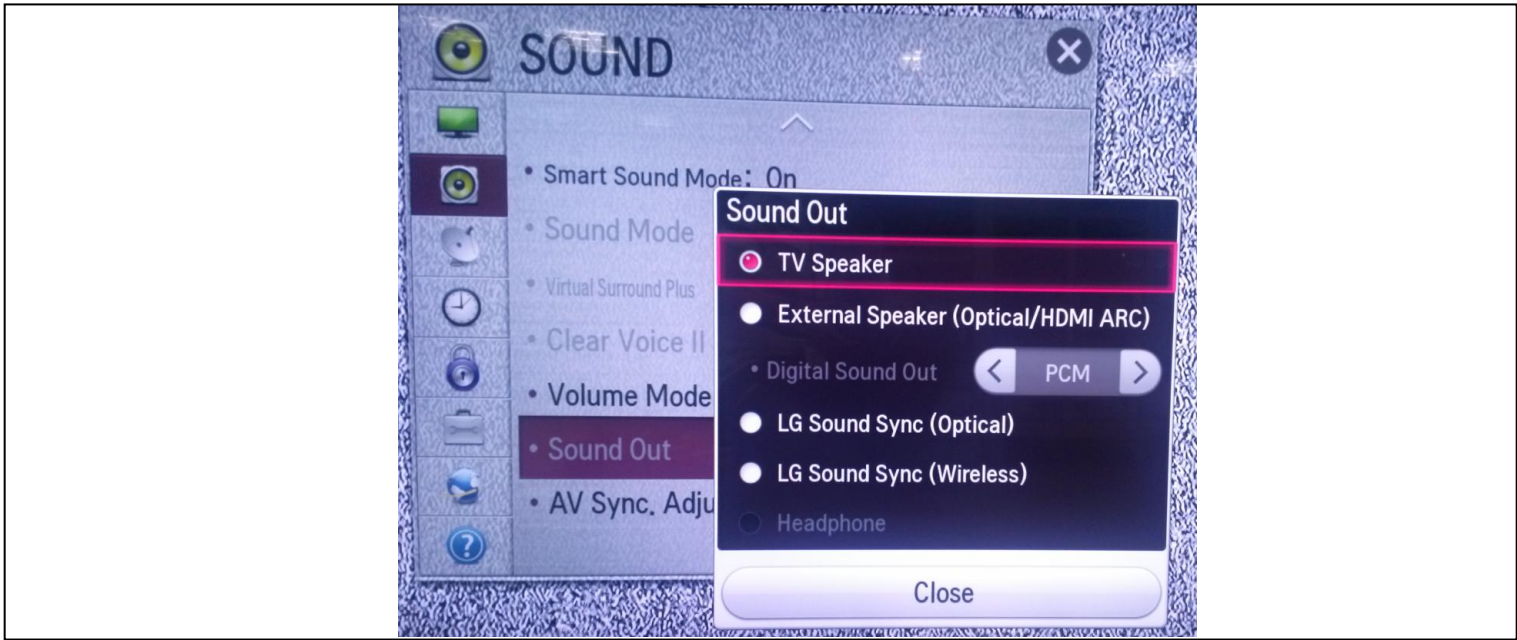 SOUND
• Smart Sound Mode: On
• Sound Mode
• Virtual Surround Plus
• Clear Voice II
• Volume Mode
• Sound Out
• AV Sync. Adju
Sound Out
TV Speaker
External Speaker (Optical/HDMI ARC)
• Digital Sound Out < PCM >
LG Sound Sync (Optical)
LG Sound Sync (Wireless)
Headphone
Close